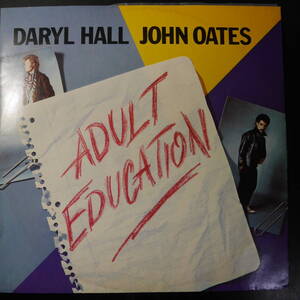 DARYL HALL JOHN OATES
ADULT
EDUCATION